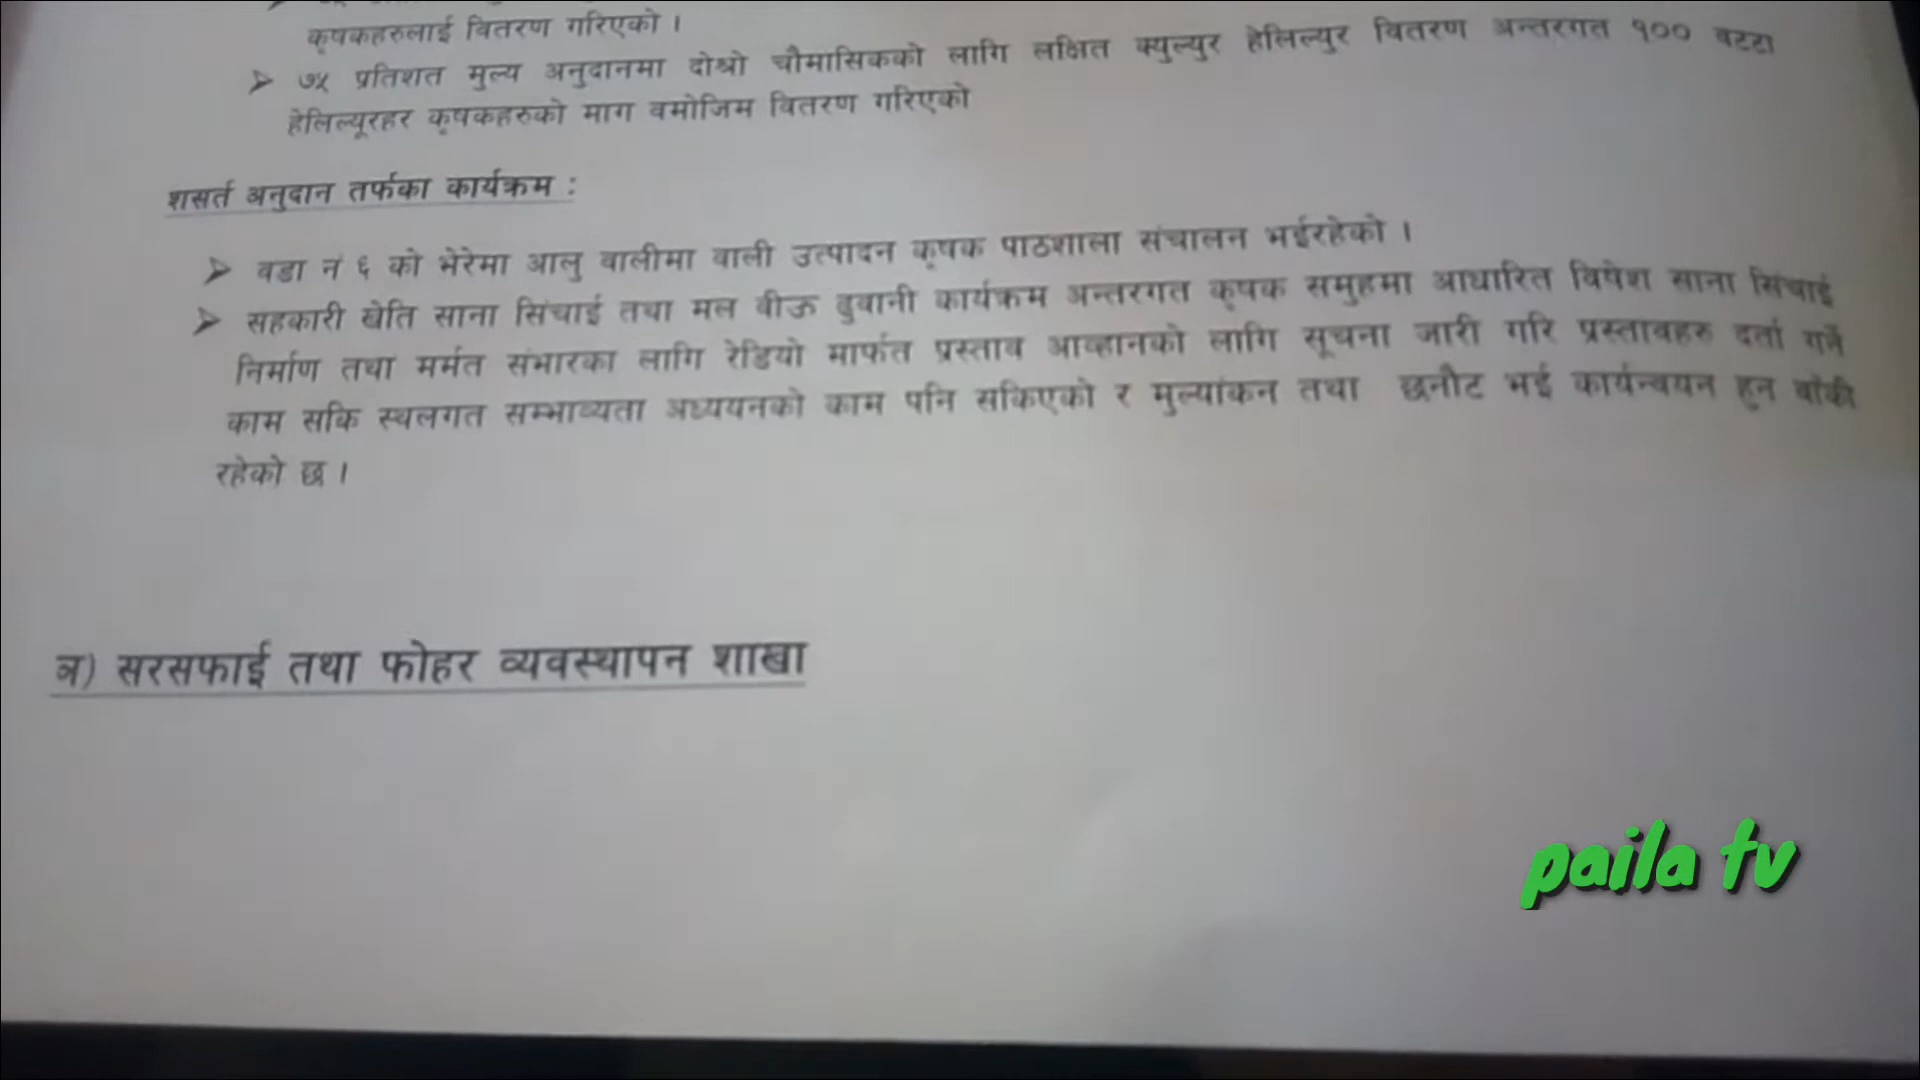 कृषकहरुलाई वितरण गरिएको ।
➢ ७५ प्रतिशत मुल्य अनुदानमा दोश्रो चौमासिकको लागि लक्षित क्युल्युर हेलिल्युर वितरण अन्तरगत १०० वटटा
हेलिल्यूरहर कृषकहरुको माग वमोजिम वितरण गरिएको
शसर्त अनुदान तर्फका कार्यक्रम :
➢ वडा नं ६ को भेरेमा आलु वालीमा वाली उत्पादन कृषक पाठशाला संचालन भईरहेको ।
➢ सहकारी खेति साना सिंचाई तथा मल वीऊ ढुवानी कार्यक्रम अन्तरगत कृषक समुहमा आधारित विषेश साना सिंचाई
निर्माण तथा मर्मत संभारका लागि रेडियो मार्फत प्रस्ताव आव्हानको लागि सूचना जारी गरि प्रस्तावहरु दर्ता गर्ने
काम सकि स्थलगत सम्भाव्यता अध्ययनको काम पनि सकिएको र मुल्यांकन तथा छनौट भई कार्यन्वयन हुन बाँकी
रहेको छ ।
ञ) सरसफाई तथा फोहर व्यवस्थापन शाखा
paila tv